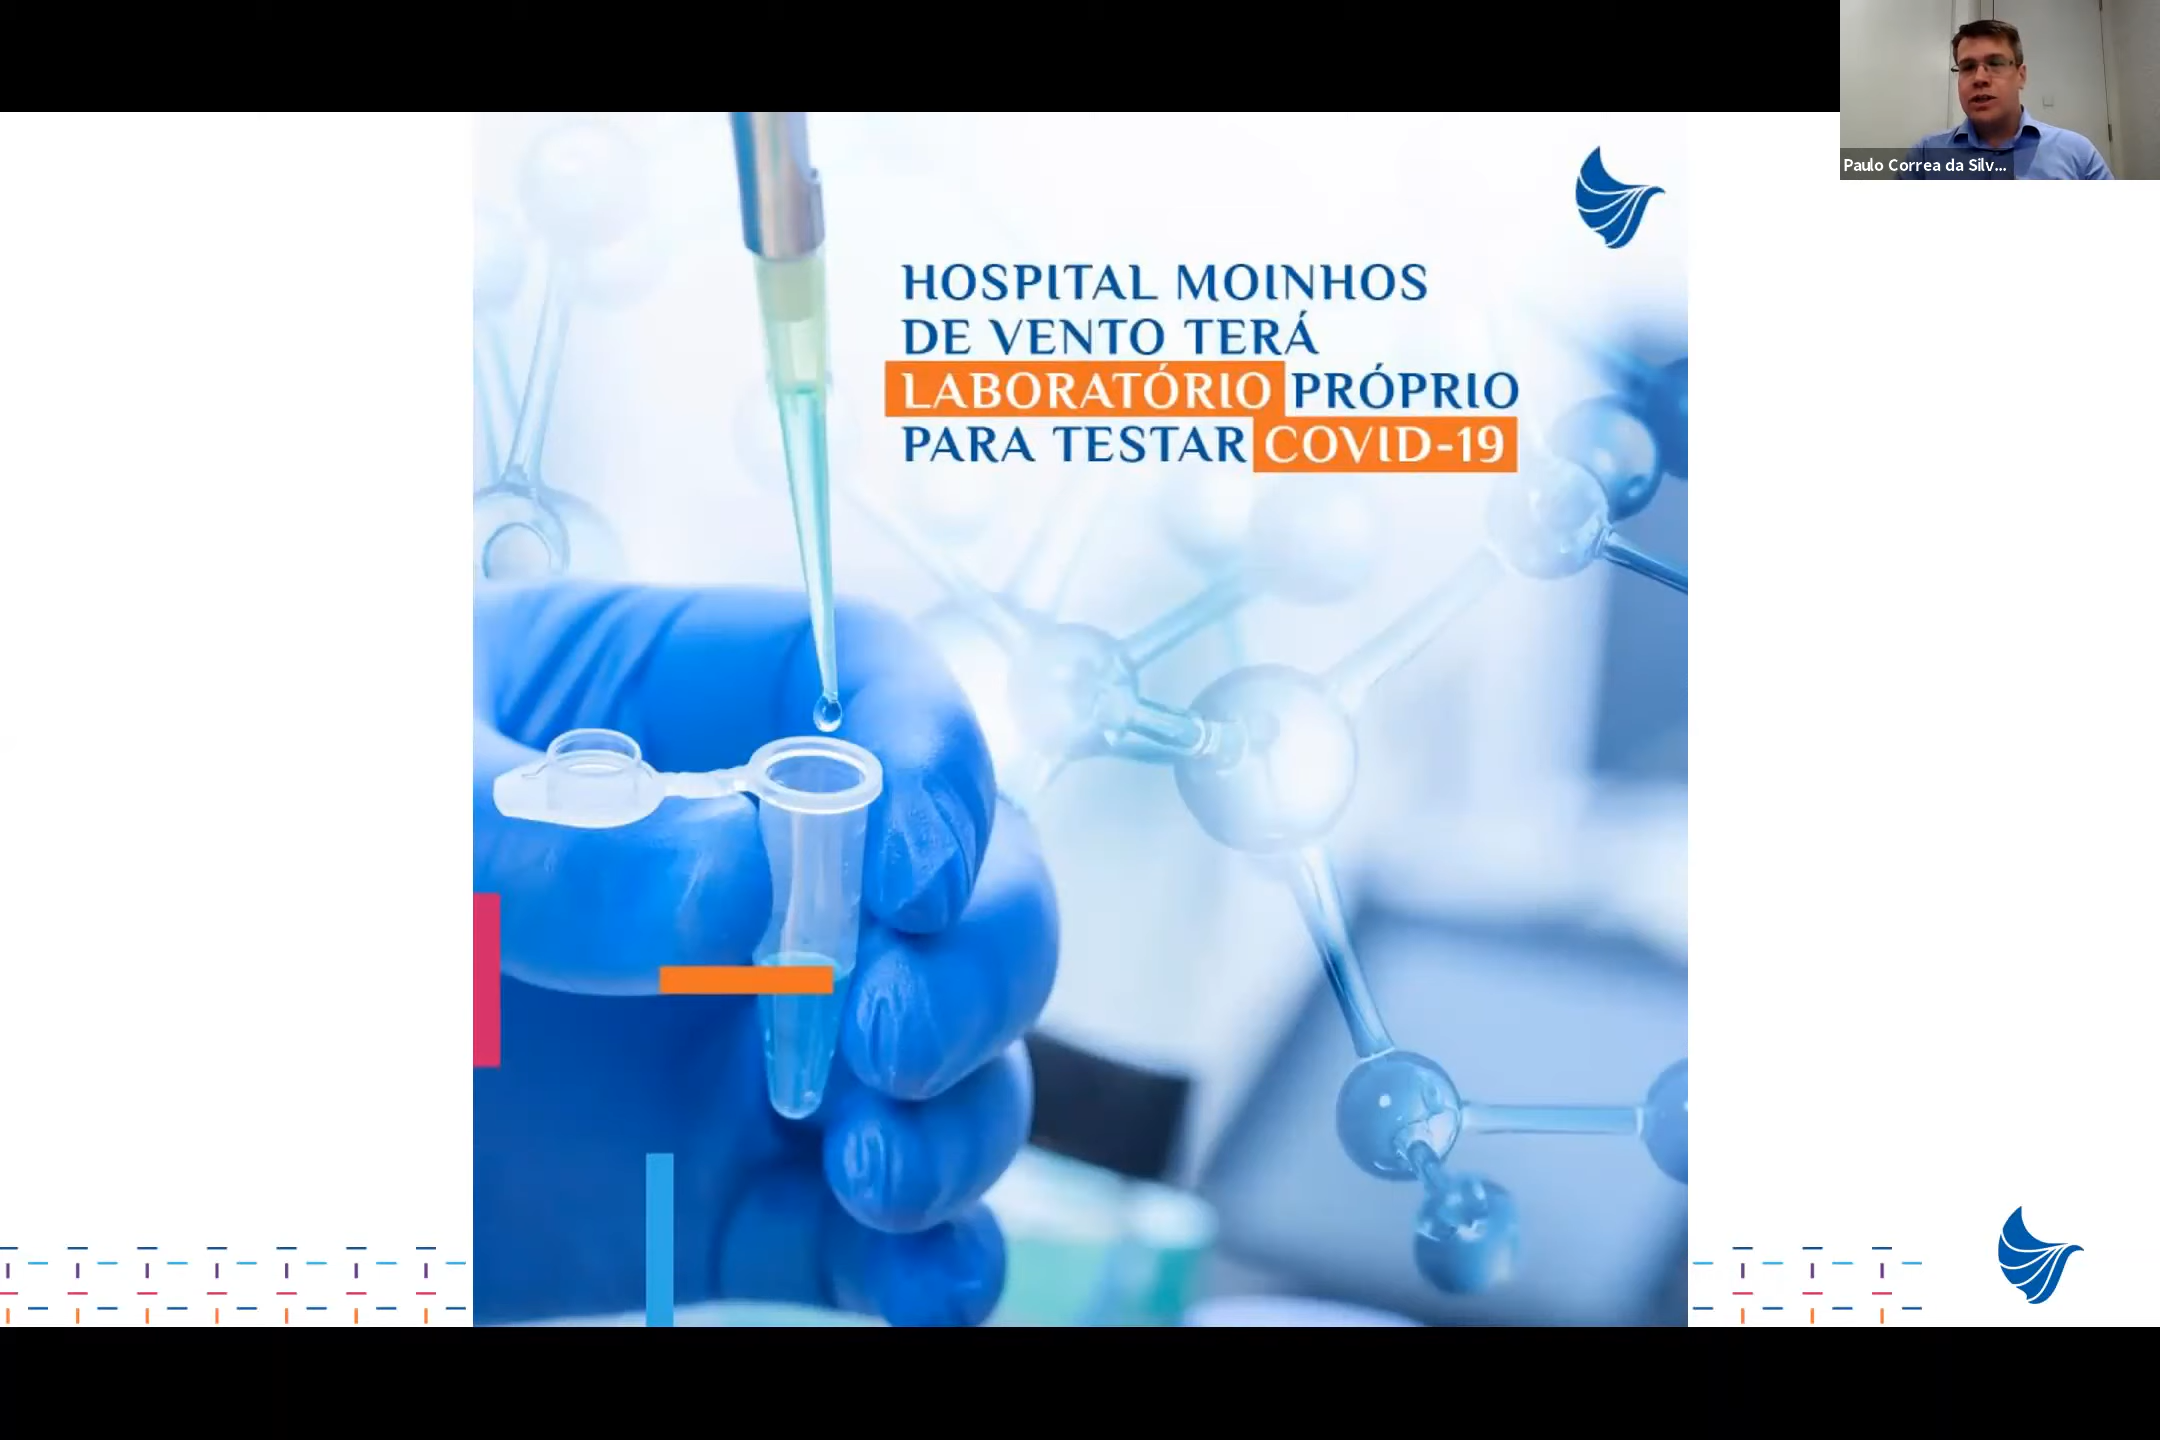 HOSPITAL MOINHOS
DE VENTO TERÁ
LABORATÓRIO PRÓPRIO
PARA TESTAR COVID-19
Paulo Correa da Silv...